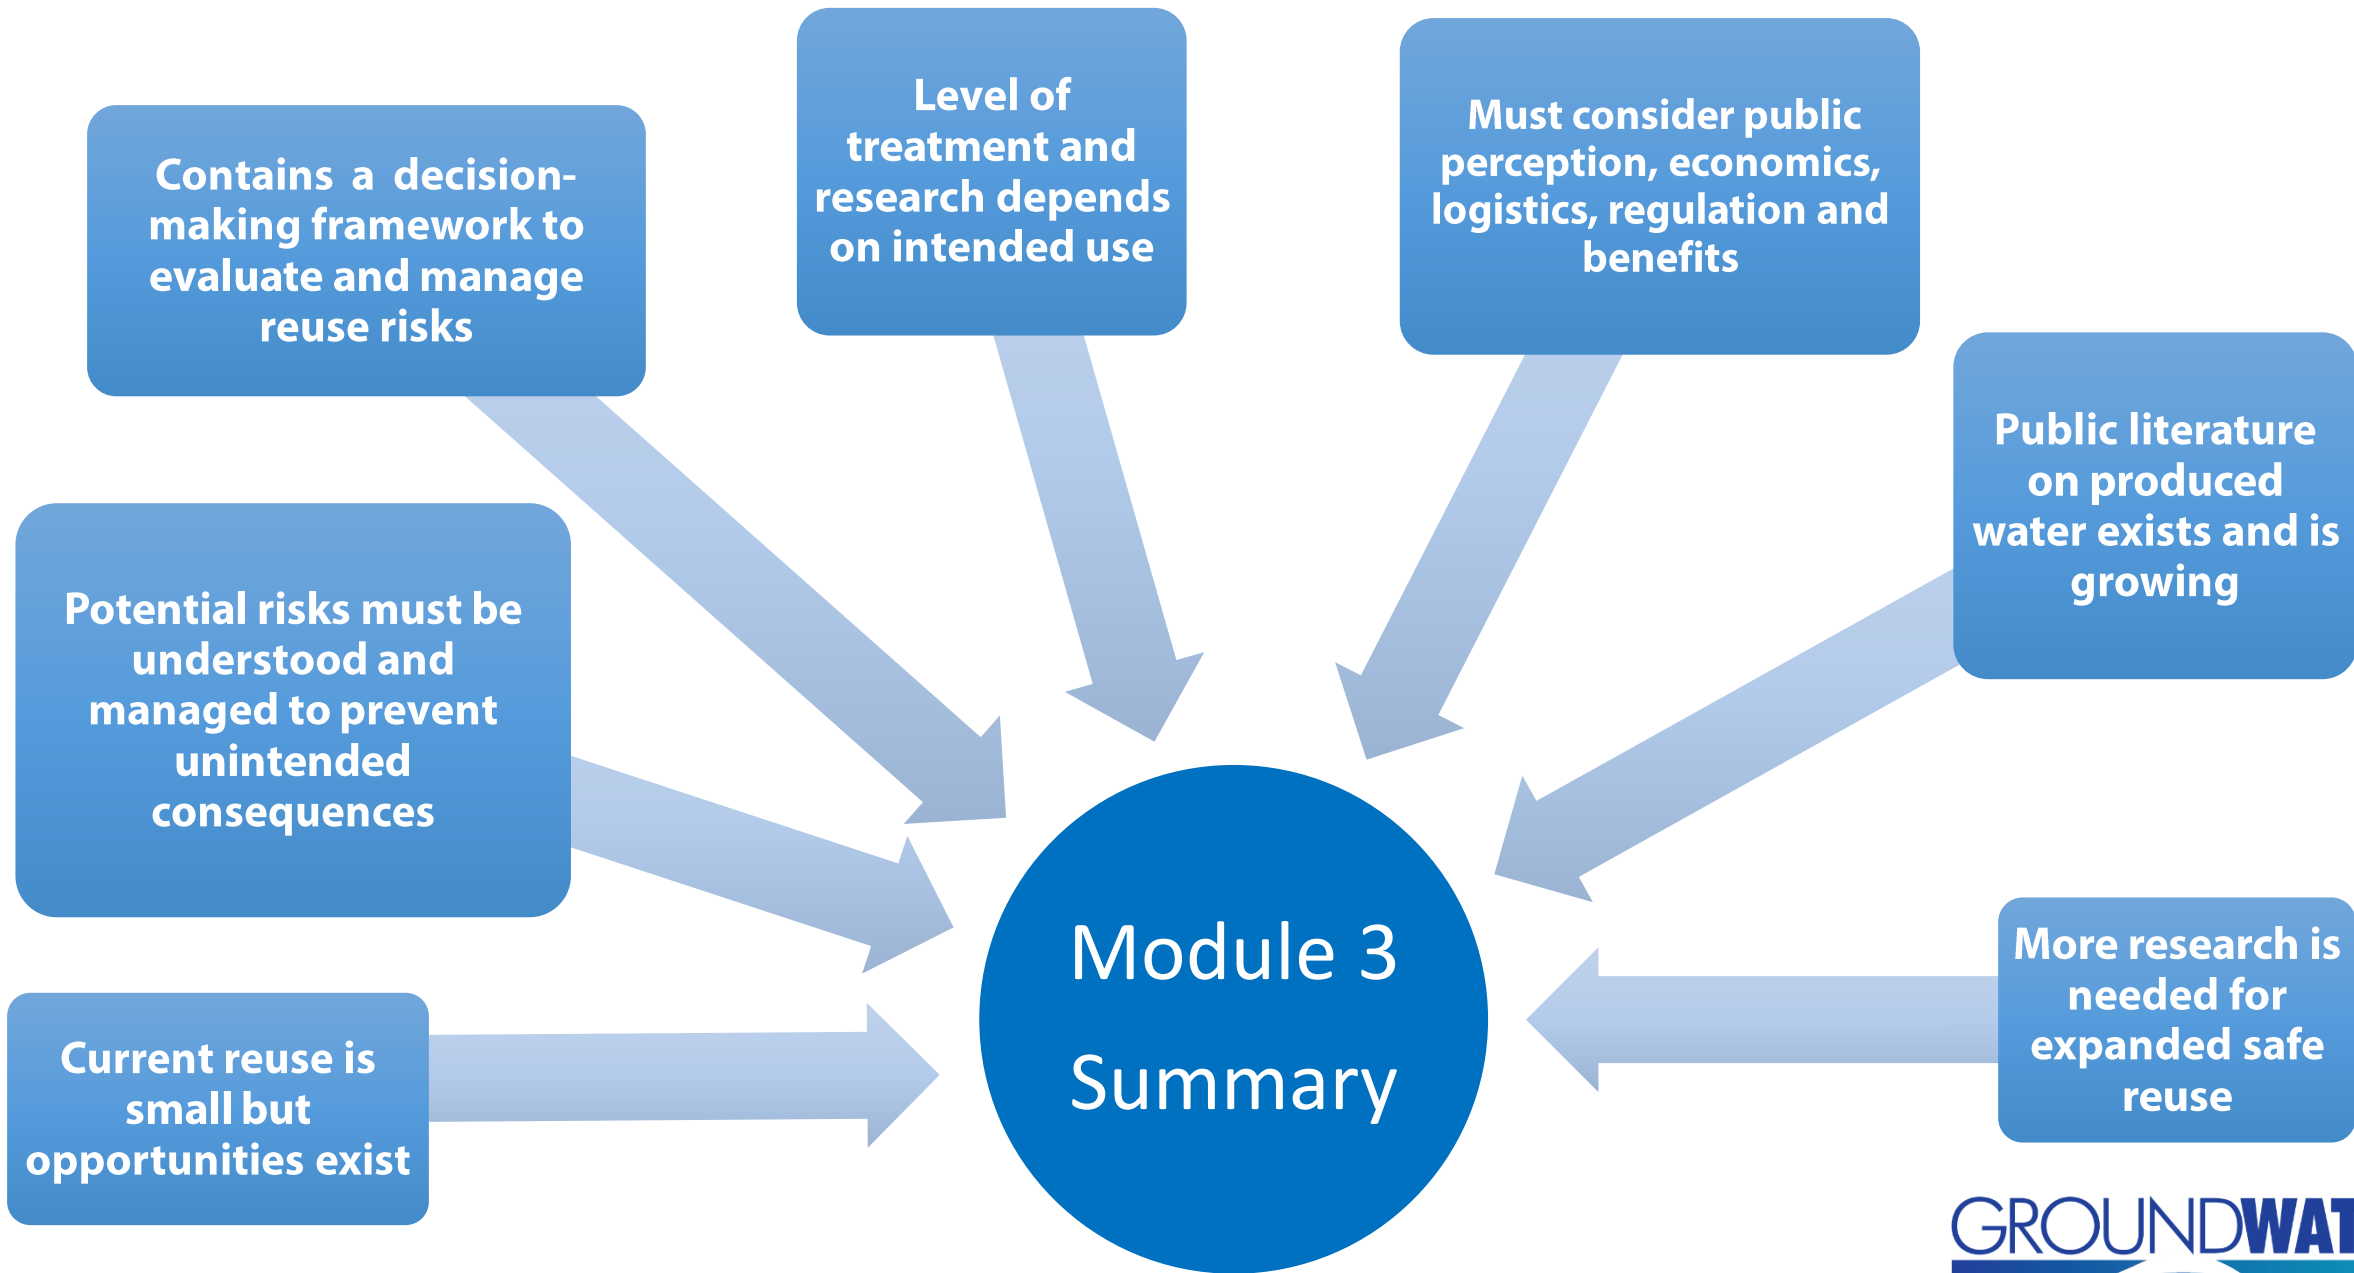 Contains a decision-
making framework to
evaluate and manage
reuse risks
Level of
treatment and
research depends
on intended use
Must consider public
perception, economics,
logistics, regulation and
benefits
Public literature
on produced
water exists and is
growing
Potential risks must be
understood and
managed to prevent
unintended
consequences
More research is
needed for
expanded safe
reuse
Current reuse is
small but
opportunities exist
Module 3
Summary
GROUNDWAT